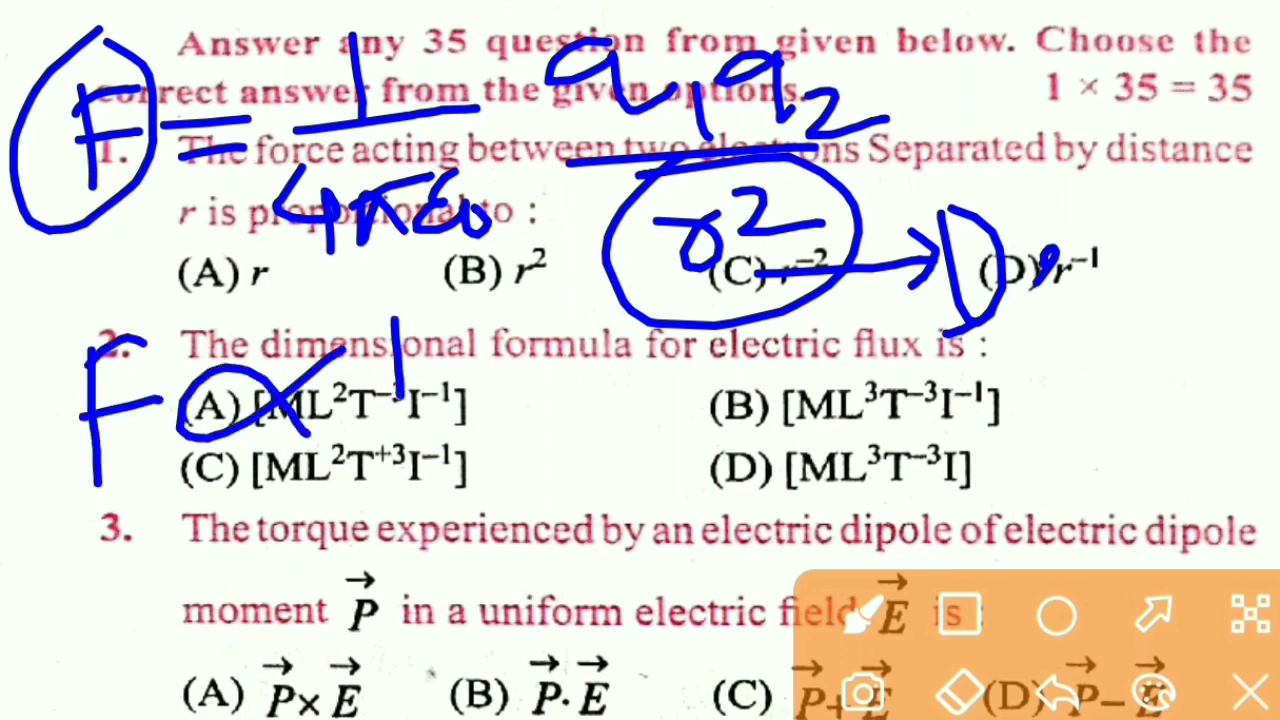 Answer any 35 question from given below. Choose the
correct answer from the given options. 1 × 35 = 35
F = 1/4πε₀ q₁q₂/r² → D
1. The force acting between two electrons Separated by distance
r is proportional to :
(A) r (B) r² (C) r⁻² (D) r⁻¹
2. The dimensional formula for electric flux is :
F ∝ 1
(A) [ML²T⁻³I⁻¹] (B) [ML³T⁻³I⁻¹]
(C) [ML²T⁺³I⁻¹] (D) [ML³T⁻³I]
3. The torque experienced by an electric dipole of electric dipole
moment P⃗ in a uniform electric field E⃗ is :
(A) P⃗ × E⃗ (B) P⃗ . E⃗ (C) P⃗ + E⃗ (D) P⃗ − E⃗